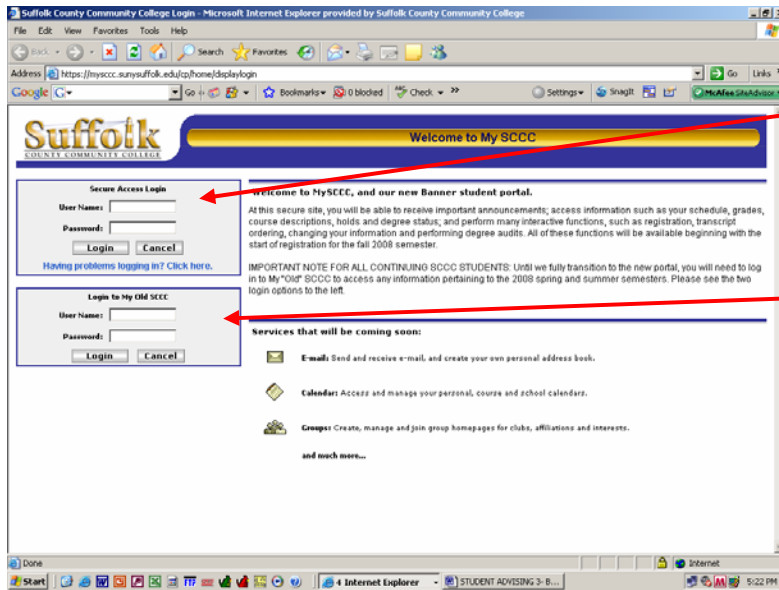 Suffolk County Community College Login - Microsoft Internet Explorer provided by Suffolk County Community College
File Edit View Favorites Tools Help
Back Search Favorites
Address https://mysccc.sunysuffolk.edu/cp/home/displaylogin Go Links
Google G Go Bookmarks 0 blocked ABC Check >> Settings SnagIt McAfee SiteAdvisor
Suffolk
COUNTY COMMUNITY COLLEGE
Welcome to My SCCC
Secure Access Login
User Name:
Password:
Login Cancel
Having problems logging in? Click here.
Login to My Old SCCC
User Name:
Password:
Login Cancel
Welcome to MySCCC, and our new Banner student portal.
At this secure site, you will be able to receive important announcements; access information such as your schedule, grades,
course descriptions, holds and degree status; and perform many interactive functions, such as registration, transcript
ordering, changing your information and performing degree audits. All of these functions will be available beginning with the
start of registration for the fall 2008 semester.
IMPORTANT NOTE FOR ALL CONTINUING SCCC STUDENTS: Until we fully transition to the new portal, you will need to log
in to My "Old" SCCC to access any information pertaining to the 2008 spring and summer semesters. Please see the two
login options to the left.
Services that will be coming soon:
E-mail: Send and receive e-mail, and create your own personal address book.
Calendar: Access and manage your personal, course and school calendars.
Groups: Create, manage and join group homepages for clubs, affiliations and interests.
and much more...
Done Internet
Start 4 Internet Explorer STUDENT ADVISING 3- B... 5:22 PM